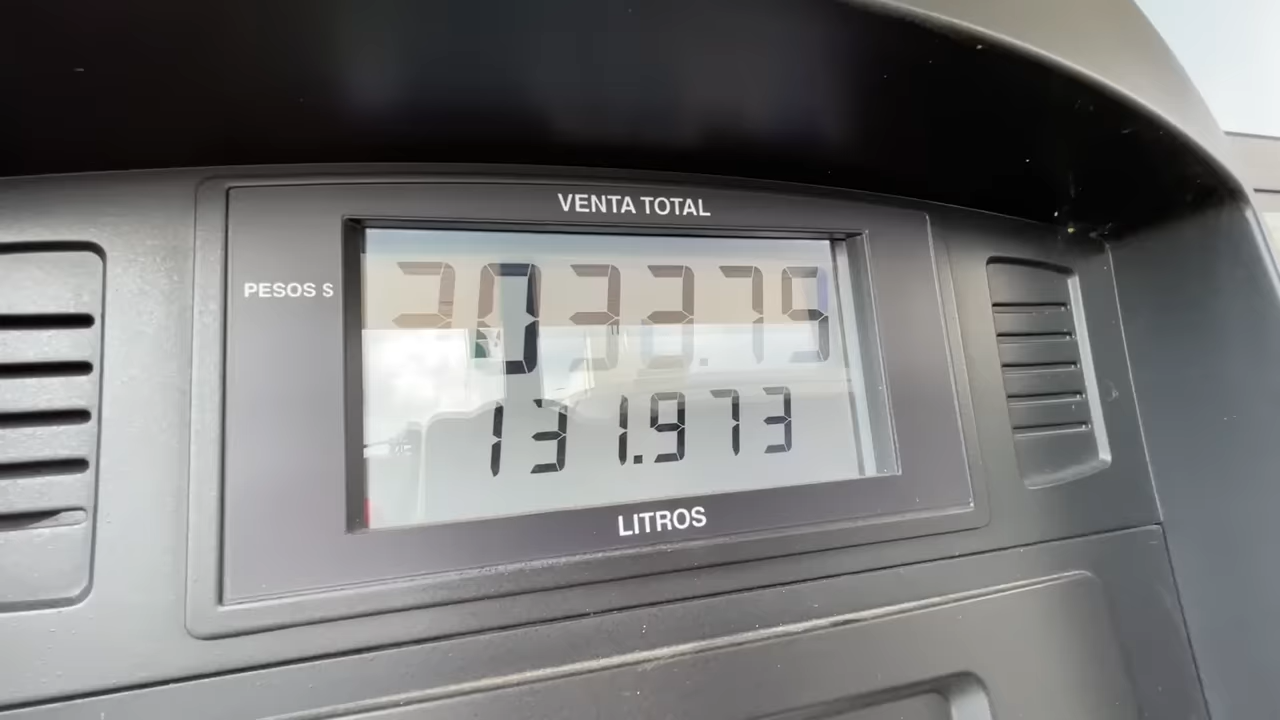 VENTA TOTAL
PESOS $
3033.79
131.973
LITROS